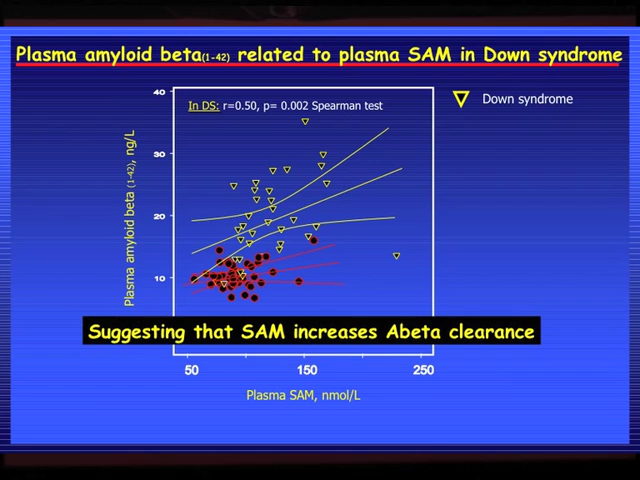 Plasma amyloid beta(1-42) related to plasma SAM in Down syndrome
In DS: r=0.50, p= 0.002 Spearman test
Down syndrome
Plasma amyloid beta (1-42), ng/L
40
30
20
10
Suggesting that SAM increases Abeta clearance
50 150 250
Plasma SAM, nmol/L